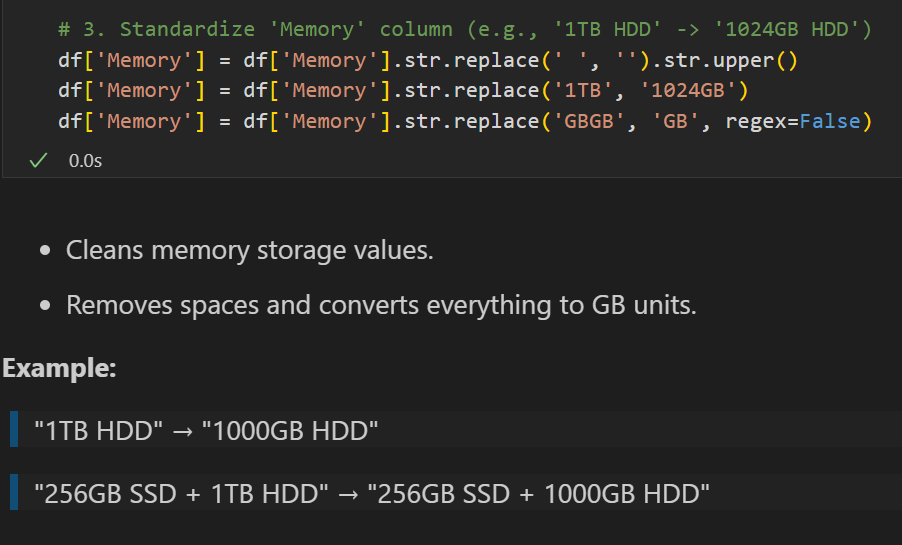 # 3. Standardize 'Memory' column (e.g., '1TB HDD' -> '1024GB HDD')
df['Memory'] = df['Memory'].str.replace(' ', '').str.upper()
df['Memory'] = df['Memory'].str.replace('1TB', '1024GB')
df['Memory'] = df['Memory'].str.replace('GBGB', 'GB', regex=False)
✓ 0.0s
• Cleans memory storage values.
• Removes spaces and converts everything to GB units.
Example:
"1TB HDD" → "1000GB HDD"
"256GB SSD + 1TB HDD" → "256GB SSD + 1000GB HDD"